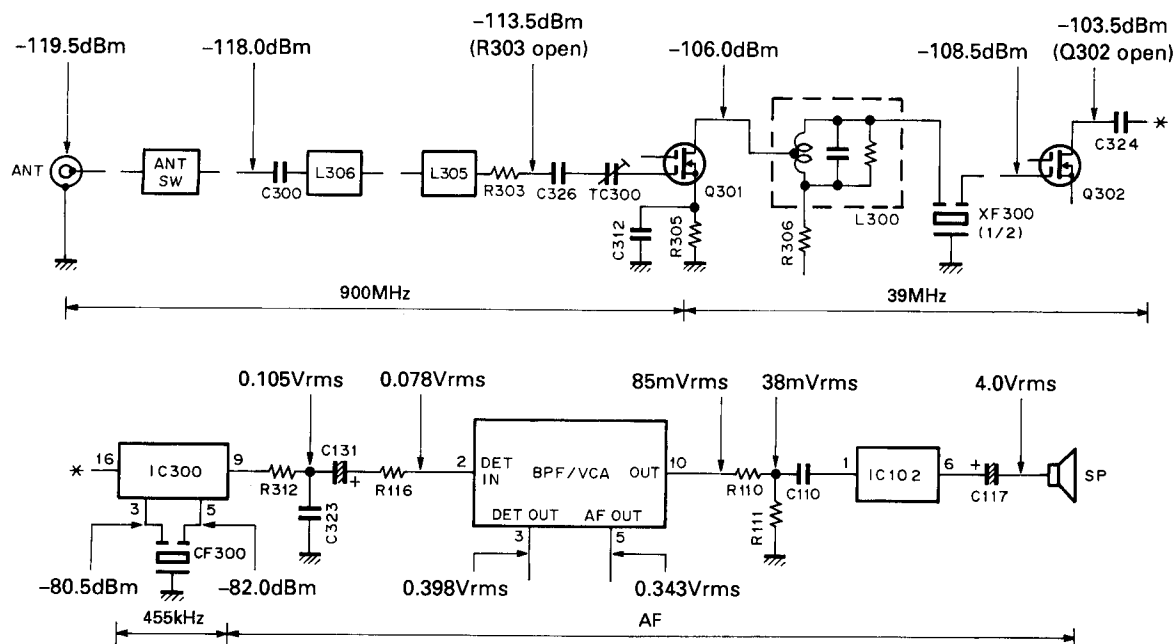 -119.5dBm
-118.0dBm
-113.5dBm
(R303 open)
-106.0dBm
-108.5dBm
-103.5dBm
(Q302 open)
ANT
ANT
SW
C300
L306
L305
R303
C326
TC300
Q301
C312
R305
R306
L300
XF300
(1/2)
Q302
C324
*
900MHz
39MHz
0.105Vrms
0.078Vrms
85mVrms
38mVrms
4.0Vrms
*
16
IC300
9
3
5
R312
C131
+
C323
R116
2
DET
IN
BPF/VCA
OUT
10
DET OUT
AF OUT
3
5
R110
R111
C110
1
IC102
6
+
C117
SP
CF300
-80.5dBm
-82.0dBm
0.398Vrms
0.343Vrms
455kHz
AF